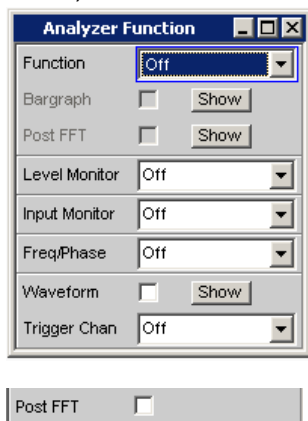 Analyzer Function
Function Off
Bargraph Show
Post FFT Show
Level Monitor Off
Input Monitor Off
Freq/Phase Off
Waveform Show
Trigger Chan Off
Post FFT